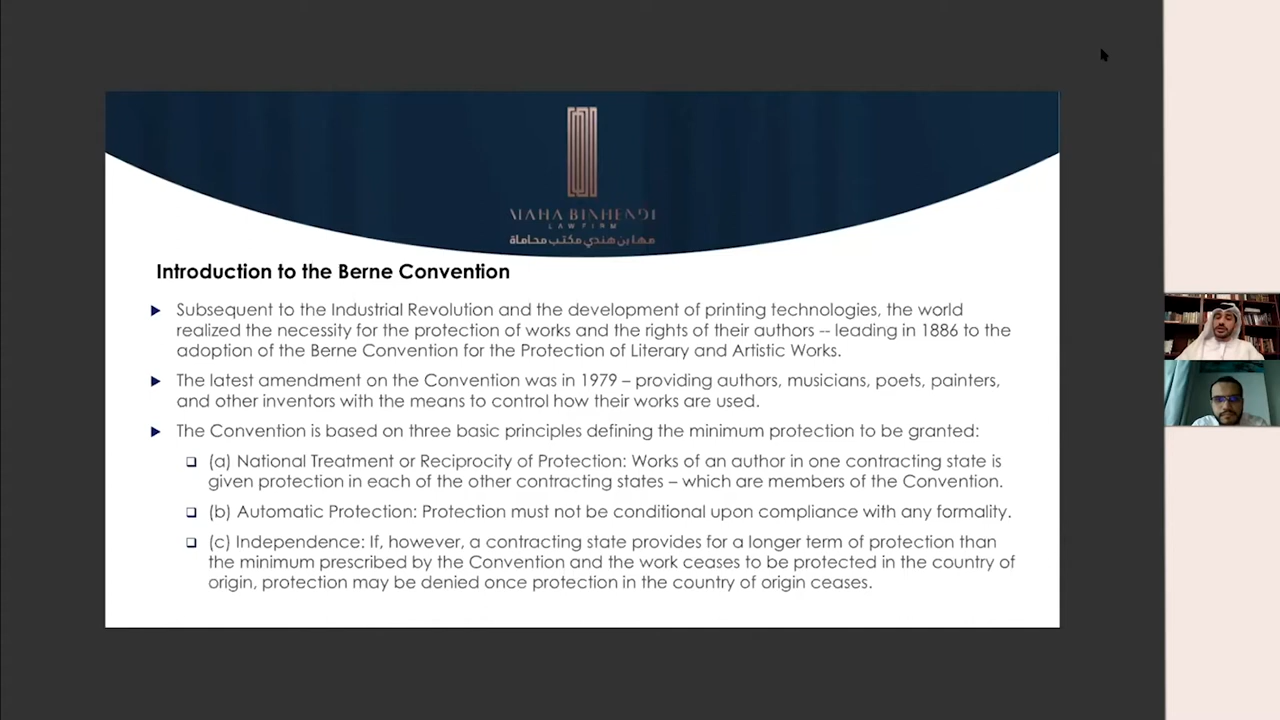 MAHA BINHENDI
LAW FIRM
مها بن هندي مكتب محاماة
Introduction to the Berne Convention
Subsequent to the Industrial Revolution and the development of printing technologies, the world
realized the necessity for the protection of works and the rights of their authors -- leading in 1886 to the
adoption of the Berne Convention for the Protection of Literary and Artistic Works.
The latest amendment on the Convention was in 1979 – providing authors, musicians, poets, painters,
and other inventors with the means to control how their works are used.
The Convention is based on three basic principles defining the minimum protection to be granted:
(a) National Treatment or Reciprocity of Protection: Works of an author in one contracting state is
given protection in each of the other contracting states – which are members of the Convention.
(b) Automatic Protection: Protection must not be conditional upon compliance with any formality.
(c) Independence: If, however, a contracting state provides for a longer term of protection than
the minimum prescribed by the Convention and the work ceases to be protected in the country of
origin, protection may be denied once protection in the country of origin ceases.